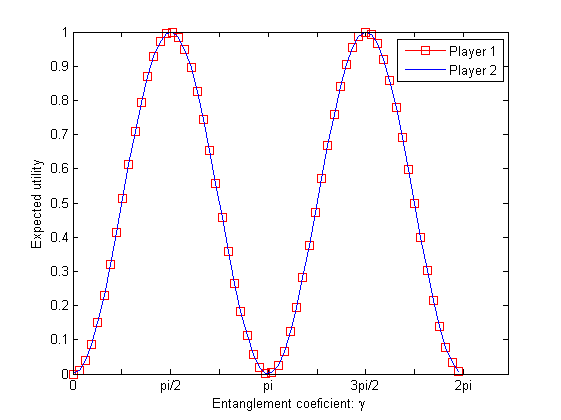 1
0.9
0.8
0.7
0.6
0.5
0.4
0.3
0.2
0.1
0
Expected utility
Player 1
Player 2
0 pi/2 pi 3pi/2 2pi
Entanglement coeficient: γ